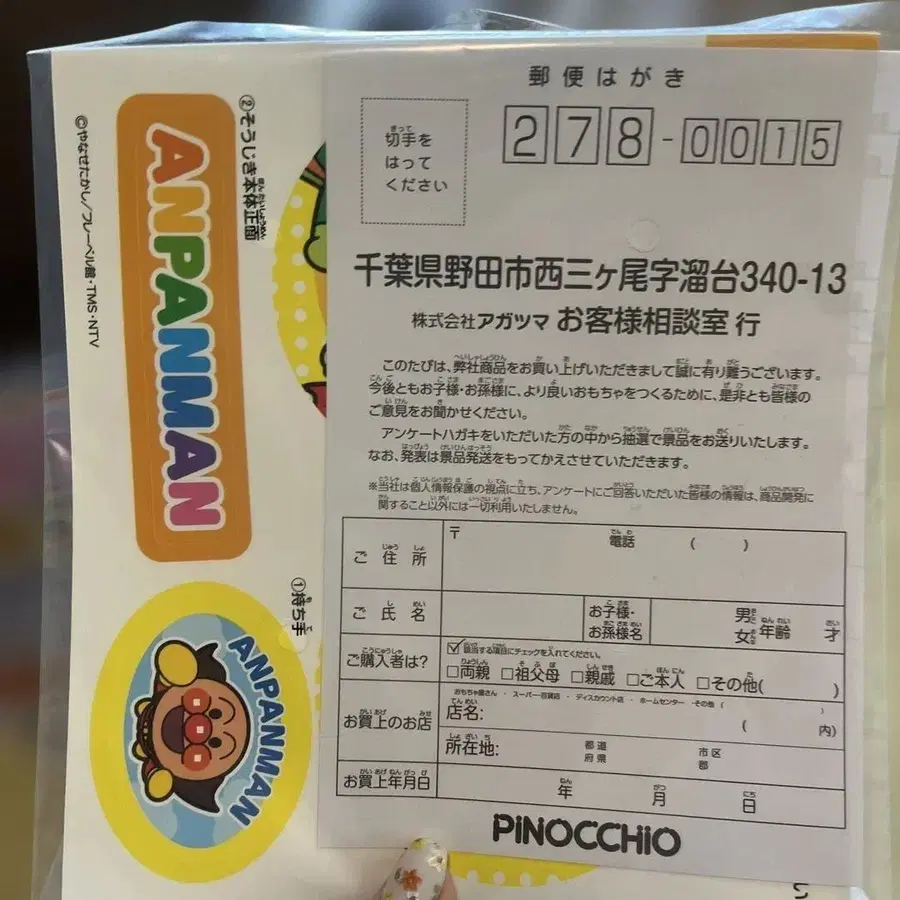 郵便はがき
切手を
はって
ください
278-0015
千葉県野田市西三ヶ尾字溜台340-13
株式会社アガツマ お客様相談室 行
このたびは、弊社商品をお買い上げいただきまして誠に有り難うございます。
今後ともお子様・お孫様に、より良いおもちゃをつくるために、是非とも皆様の
ご意見をお聞かせください。
アンケートハガキをいただいた方の中から抽選で景品をお送りいたします。
なお、発表は景品発送をもってかえさせていただきます。
※当社は個人情報保護の視点に立ち、アンケートにご回答いただいた皆様の情報は、商品開発に
関すること以外には一切利用いたしません。
ご住所 〒 電話 ( )
ご氏名 お子様・お孫様名 男 女 年齢 才
ご購入者は? ☑該当する項目にチェックを入れてください。
□両親 □祖父母 □親戚 □ご本人 □その他( )
お買上のお店 おもちゃ屋さん ・ スーパー・百貨店 ・ ディスカウント店 ・ ホームセンター ・その他 ( )
店名: ( 内)
所在地: 都道府県 市区郡
お買上年月日 年 月 日
PiNOCCHiO
②そうじき本体正面
ANPANMAN
©やなせたかし/フレーベル館・TMS・NTV
①持ち手
ANPANMAN